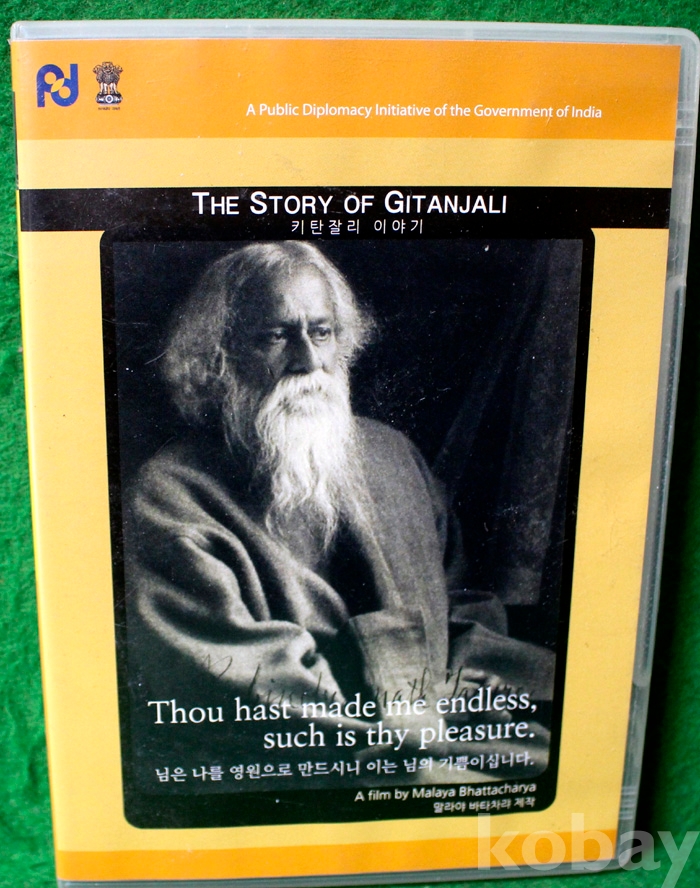 A Public Diplomacy Initiative of the Government of India
THE STORY OF GITANJALI
키탄잘리 이야기
Thou hast made me endless,
such is thy pleasure.
님은 나를 영원으로 만드시니 이는 님의 기쁨이십니다.
A film by Malaya Bhattacharya
말라야 바타차랴 제작
kobay